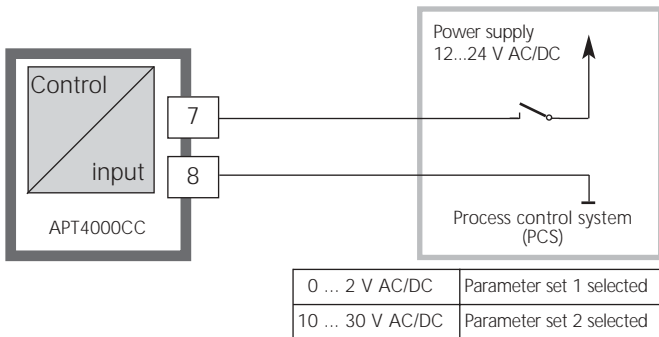 Power supply
12...24 V AC/DC
Control
input
7
8
APT4000CC
Process control system
(PCS)
0 ... 2 V AC/DC Parameter set 1 selected
10 ... 30 V AC/DC Parameter set 2 selected